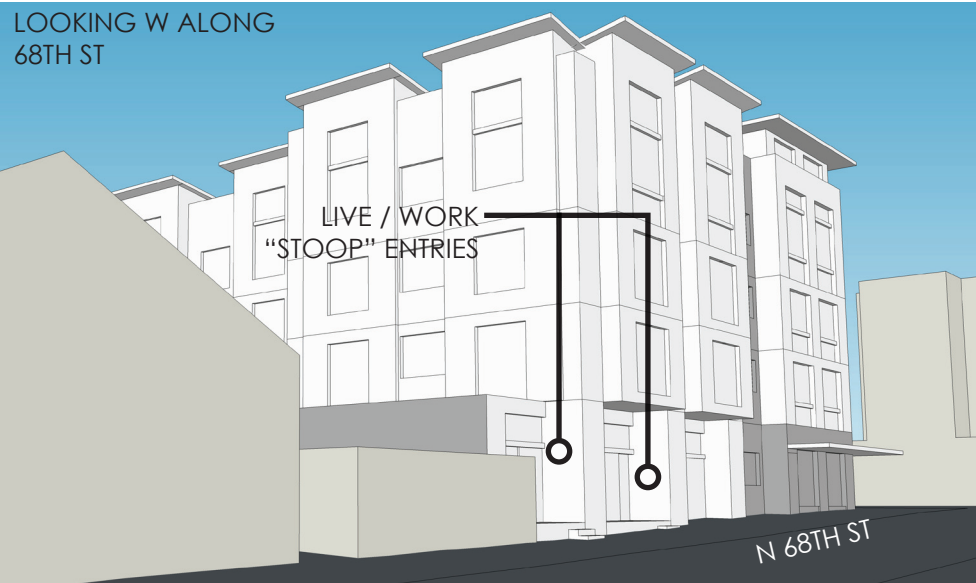 LOOKING W ALONG
68TH ST
LIVE / WORK
“STOOP” ENTRIES
N 68TH ST